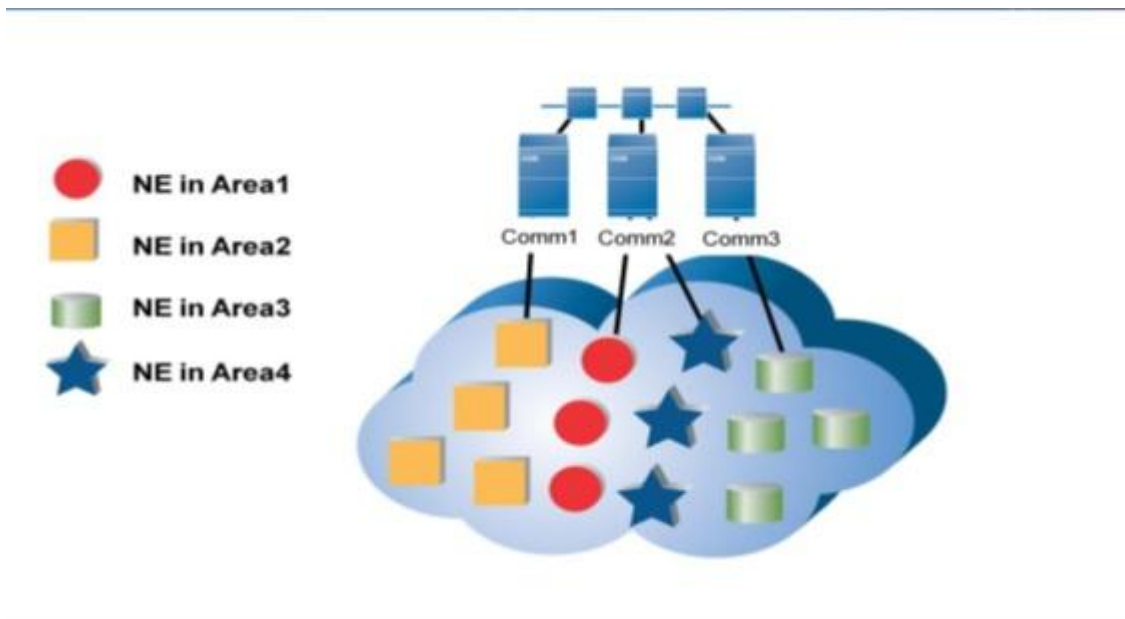 NE in Area1
NE in Area2
NE in Area3
NE in Area4
Comm1 Comm2 Comm3